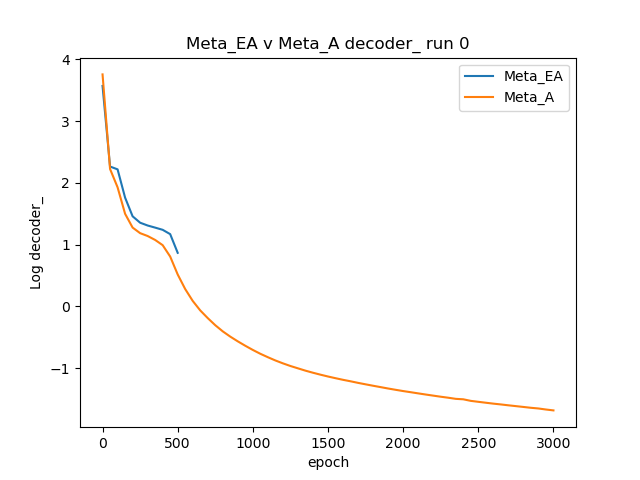 Meta_EA v Meta_A decoder_ run 0
Meta_EA
Meta_A
Log decoder_
4
3
2
1
0
−1
0
500
1000
1500
2000
2500
3000
epoch